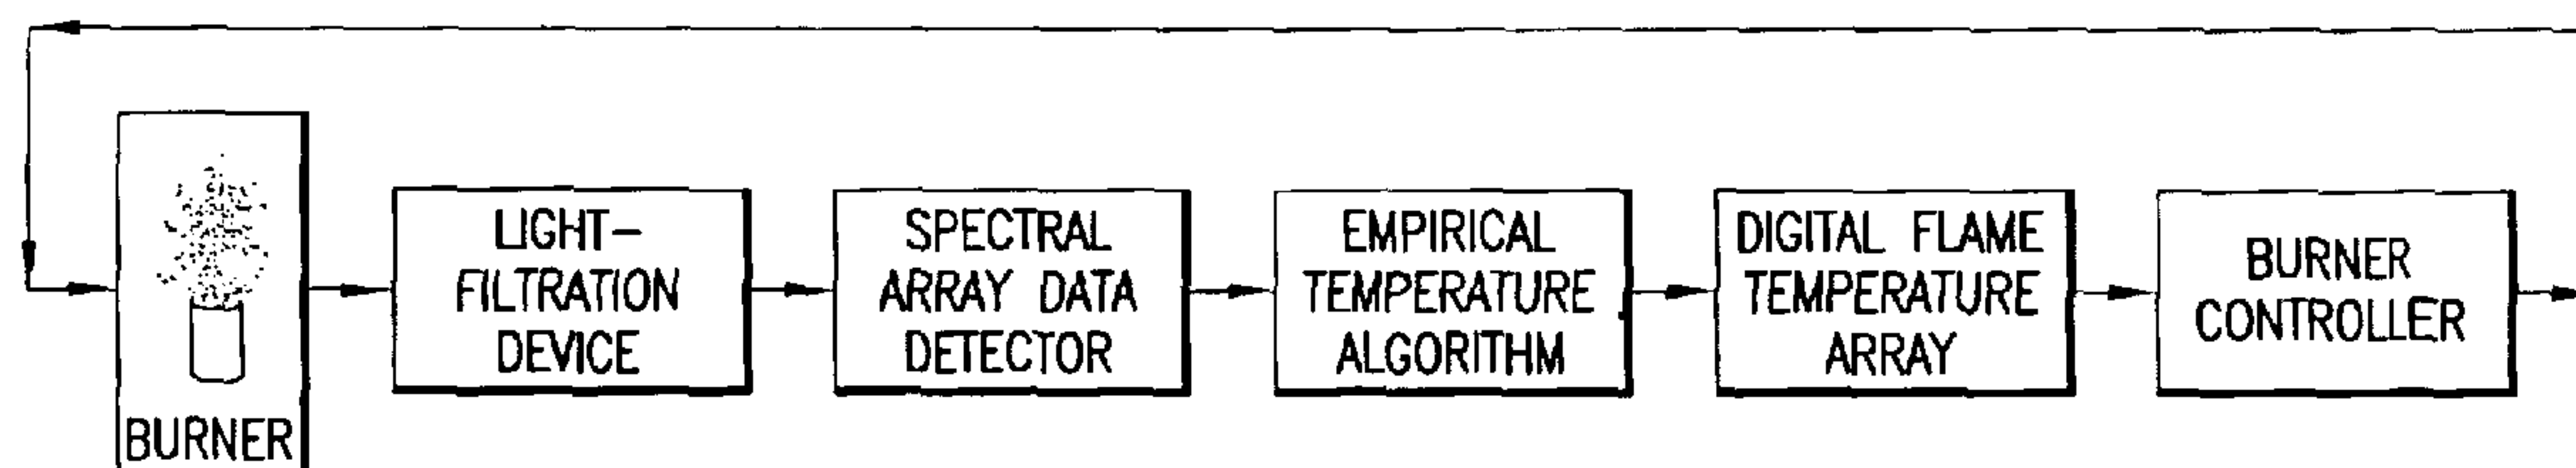 BURNER
LIGHT-
FILTRATION
DEVICE
SPECTRAL
ARRAY DATA
DETECTOR
EMPIRICAL
TEMPERATURE
ALGORITHM
DIGITAL FLAME
TEMPERATURE
ARRAY
BURNER
CONTROLLER